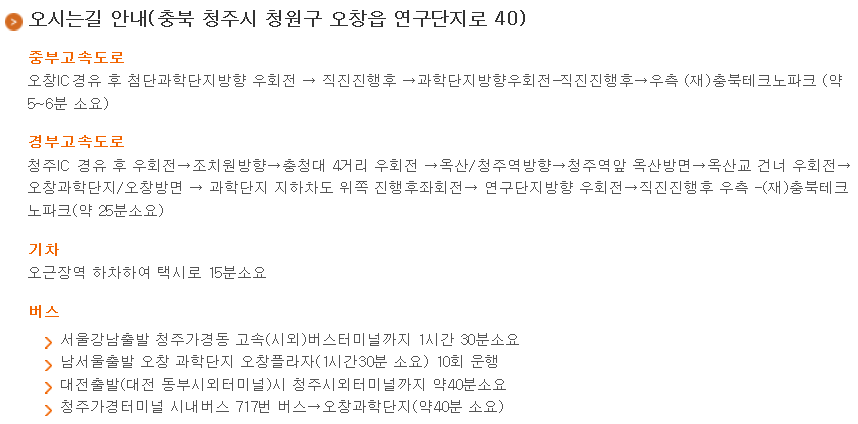 오시는길 안내(충북 청주시 청원구 오창읍 연구단지로 40)
중부고속도로
오창IC경유 후 첨단과학단지방향 우회전 → 직진진행후 →과학단지방향우회전-직진진행후→우측 (재)충북테크노파크 (약
5~6분 소요)
경부고속도로
청주IC 경유 후 우회전→조치원방향→충청대 4거리 우회전 →옥산/청주역방향→청주역앞 옥산방면→옥산교 건너 우회전→
오창과학단지/오창방면 → 과학단지 지하차도 위쪽 진행후좌회전→ 연구단지방향 우회전→직진진행후 우측 -(재)충북테크
노파크(약 25분소요)
기차
오근장역 하차하여 택시로 15분소요
버스
서울강남출발 청주가경동 고속(시외)버스터미널까지 1시간 30분소요
남서울출발 오창 과학단지 오창플라자(1시간30분 소요) 10회 운행
대전출발(대전 동부시외터미널)시 청주시외터미널까지 약40분소요
청주가경터미널 시내버스 717번 버스→오창과학단지(약40분 소요)